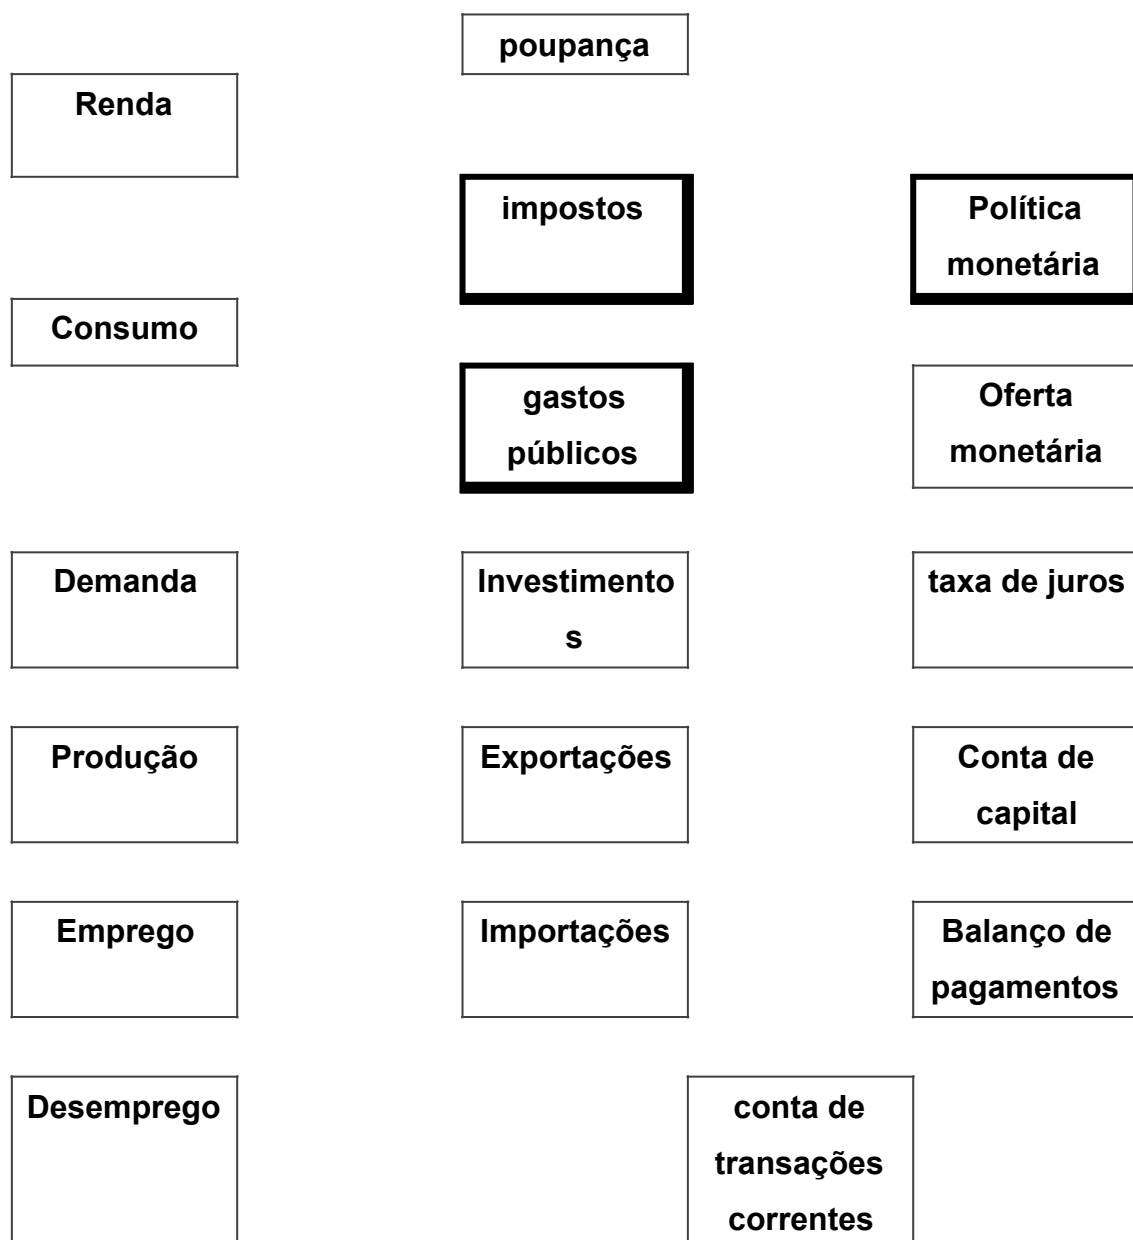 poupança
Renda
impostos
Política
monetária
Consumo
gastos
públicos
Oferta
monetária
Demanda
Investimento
s
taxa de juros
Produção
Exportações
Conta de
capital
Emprego
Importações
Balanço de
pagamentos
Desemprego
conta de
transações
correntes